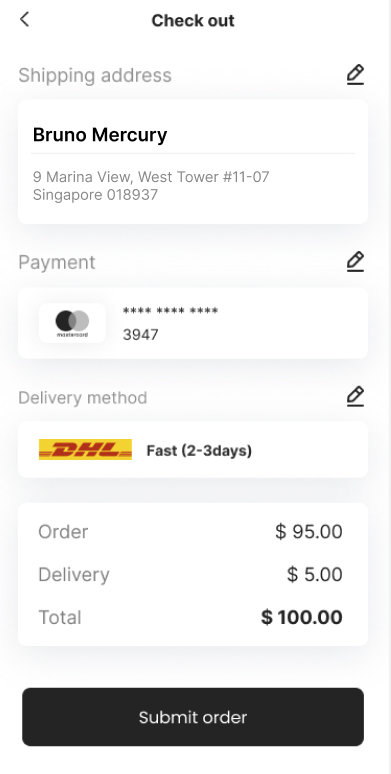 Check out
Shipping address
Bruno Mercury
9 Marina View, West Tower #11-07
Singapore 018937
Payment
mastercard
**** **** ****
3947
Delivery method
DHL Fast (2-3days)
Order $ 95.00
Delivery $ 5.00
Total $ 100.00
Submit order